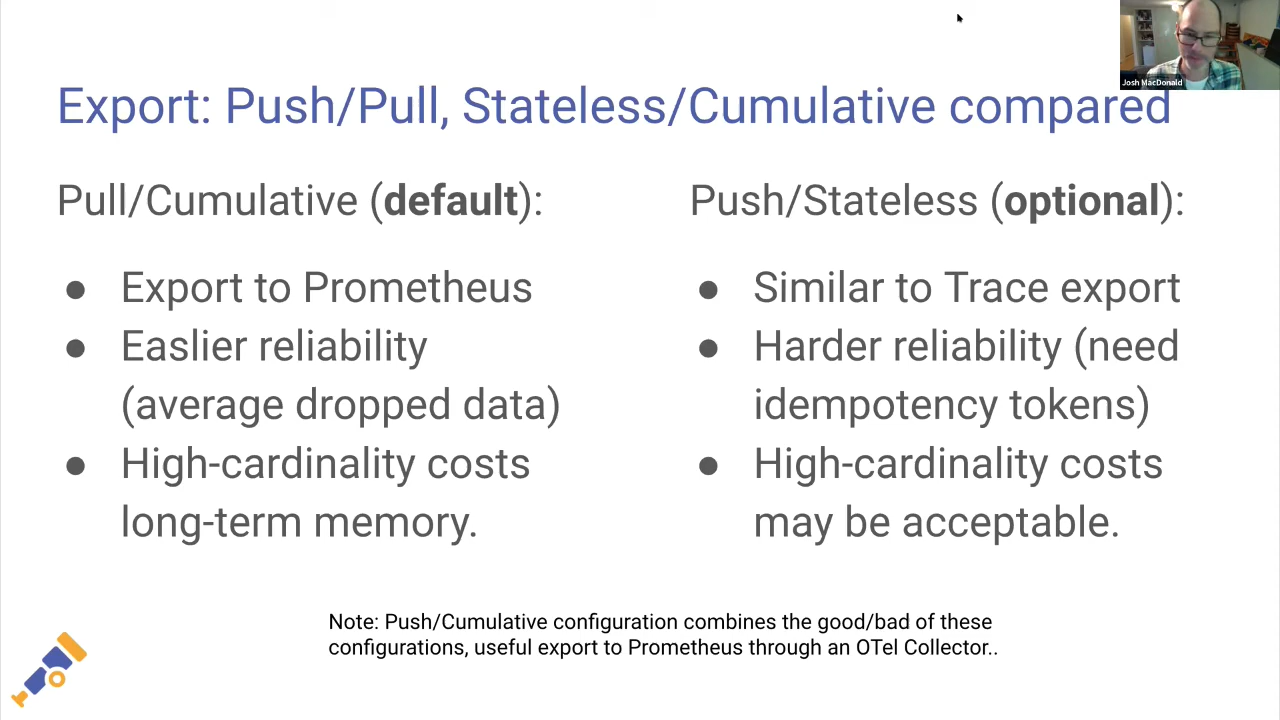 Josh MacDonald
Export: Push/Pull, Stateless/Cumulative compared
Pull/Cumulative (default):
● Export to Prometheus
● Easlier reliability
(average dropped data)
● High-cardinality costs
long-term memory.
Push/Stateless (optional):
● Similar to Trace export
● Harder reliability (need
idempotency tokens)
● High-cardinality costs
may be acceptable.
Note: Push/Cumulative configuration combines the good/bad of these
configurations, useful export to Prometheus through an OTel Collector..